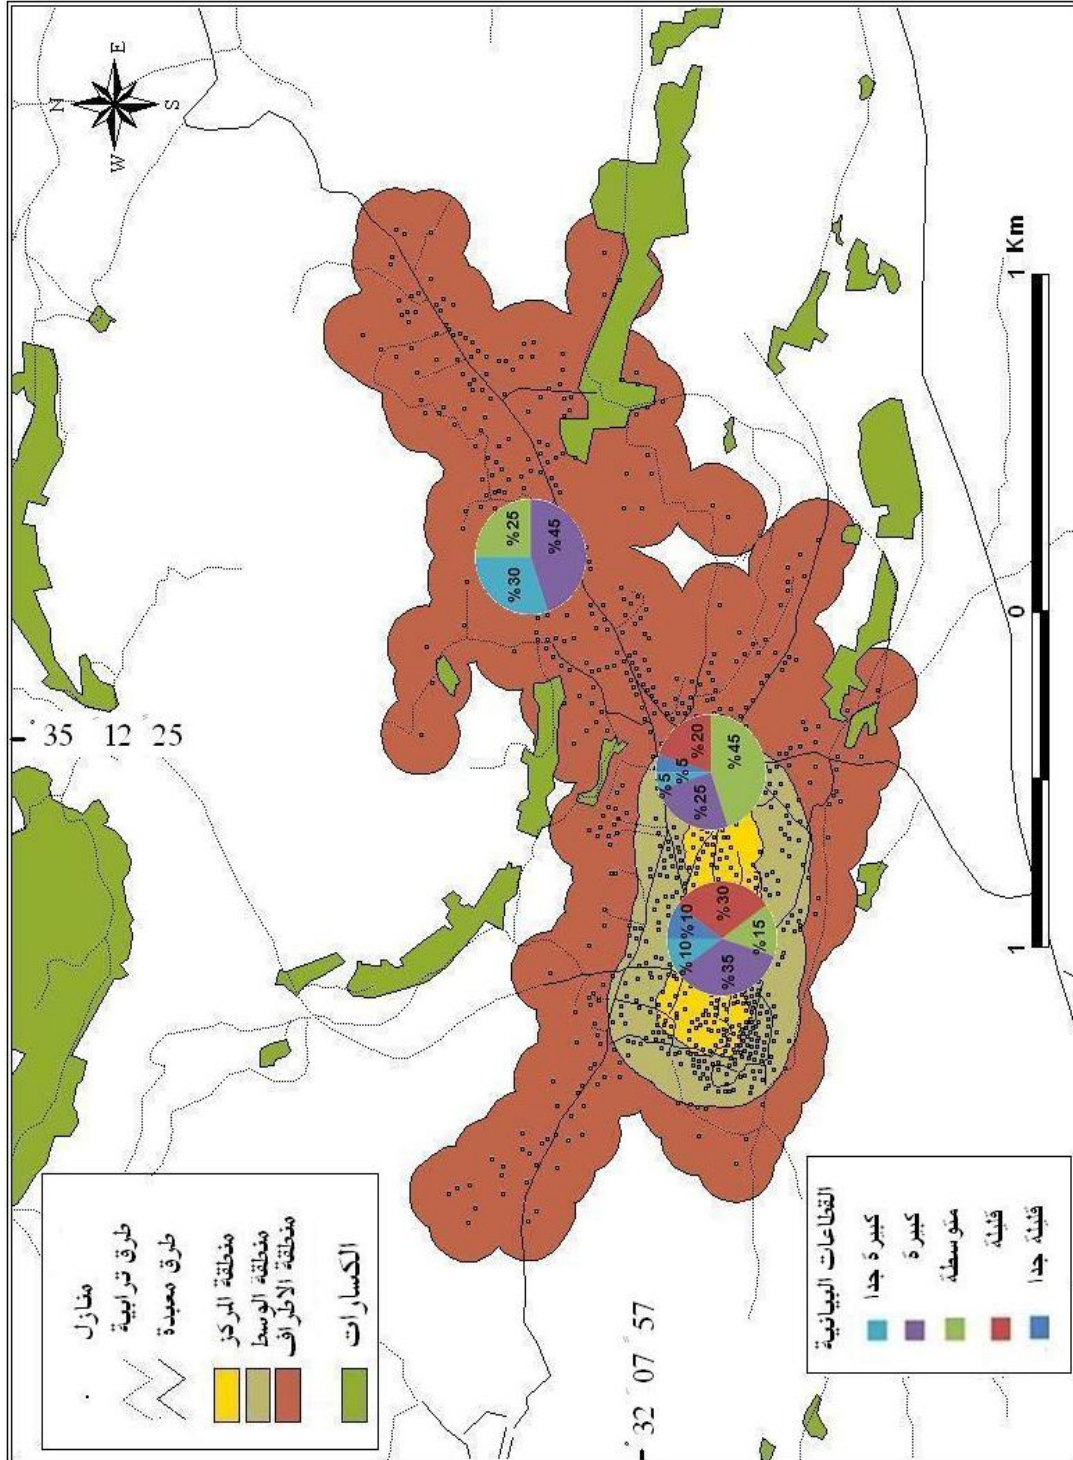 N
E
S
W
منازل
طرق ترابية
طرق معبدة
منطقة المركز
منطقة الوسط
منطقة الاطراف
الكسارات
35 12 25
32 07 57
%25
%30
%45
%20
%5
%5
%25
%45
%30
%10
%10
%35
%15
القطاعات البيانية
كبيرة جدا
كبيرة
متوسطة
قليلة
قليلة جدا
1 0 1 Km